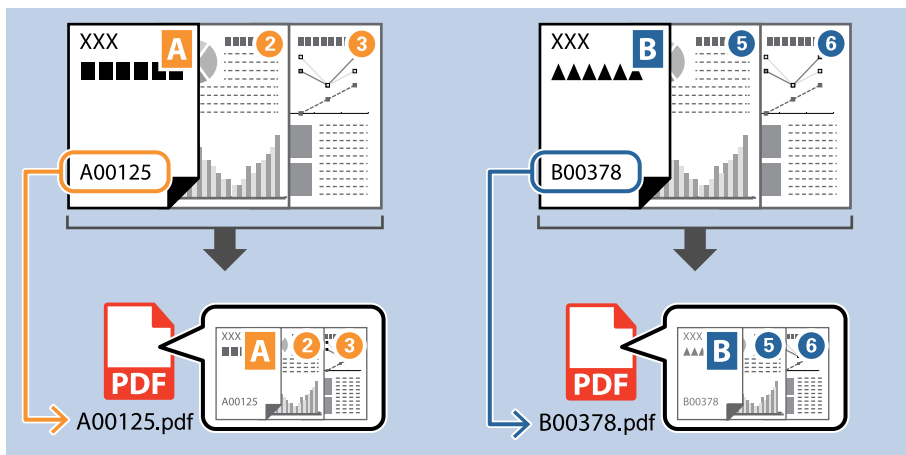 XXX
A
2
3
A00125
XXX
B
5
6
B00378
PDF
XXX
A
2
3
A00125
A00125.pdf
PDF
XXX
B
5
6
B00378
B00378.pdf